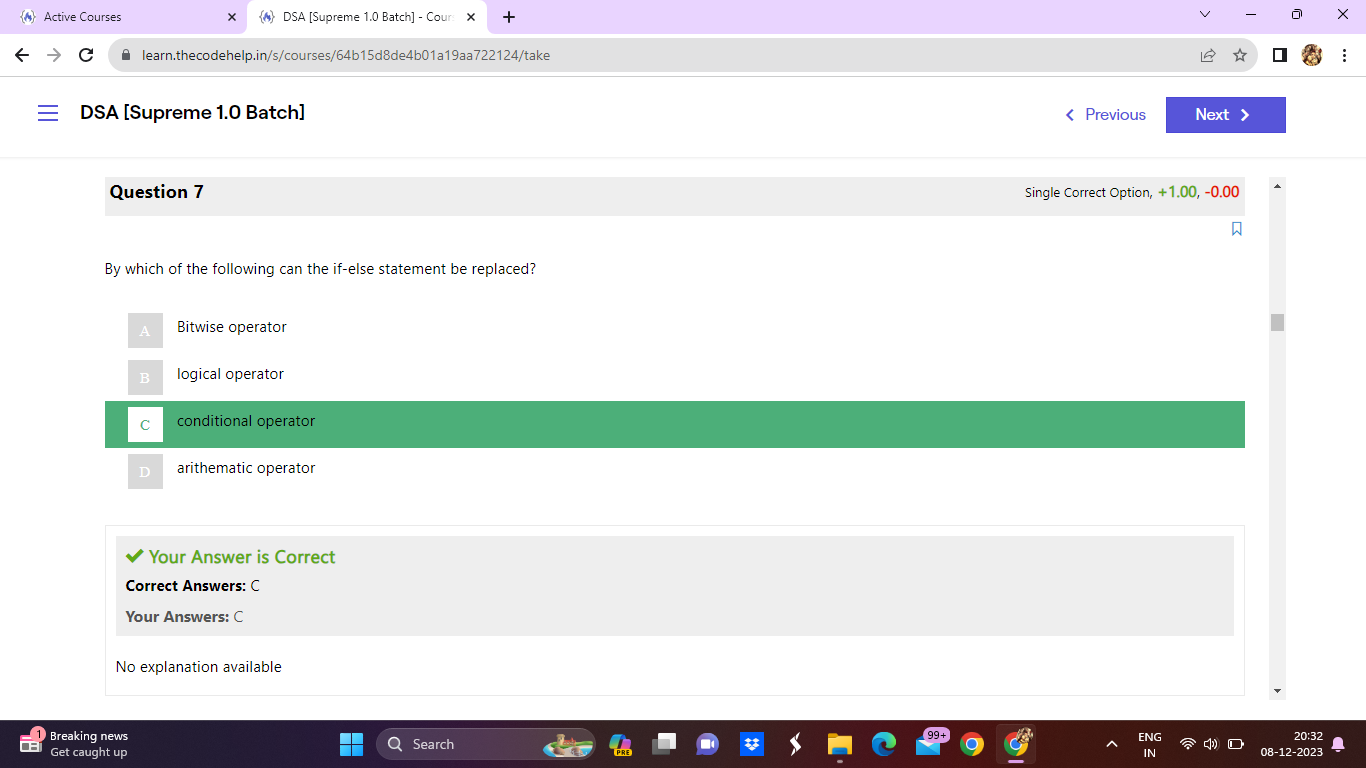 Active Courses
DSA [Supreme 1.0 Batch] - Cour
learn.thecodehelp.in/s/courses/64b15d8de4b01a19aa722124/take
DSA [Supreme 1.0 Batch]
Previous
Next
Question 7
Single Correct Option, +1.00, -0.00
By which of the following can the if-else statement be replaced?
A Bitwise operator
B logical operator
C conditional operator
D arithematic operator
Your Answer is Correct
Correct Answers: C
Your Answers: C
No explanation available
1
Breaking news
Get caught up
Search
PRE
99+
ENG
IN
20:32
08-12-2023